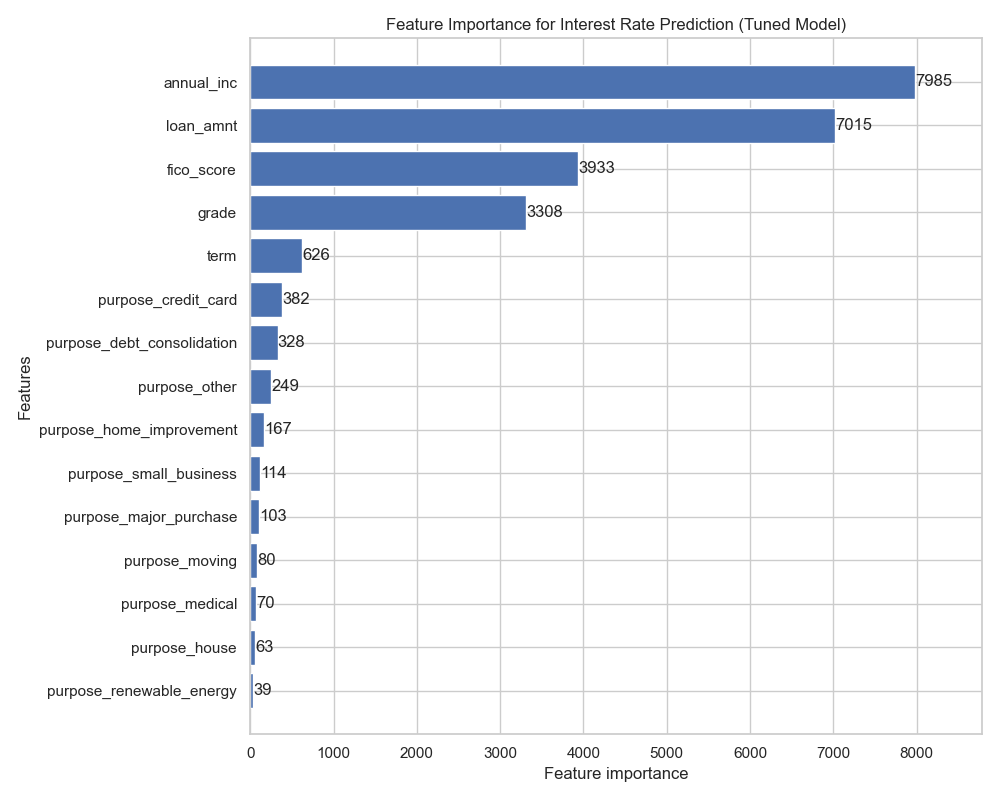 Feature Importance for Interest Rate Prediction (Tuned Model)
annual_inc 7985
loan_amnt 7015
fico_score 3933
grade 3308
term 626
purpose_credit_card 382
purpose_debt_consolidation 328
purpose_other 249
purpose_home_improvement 167
purpose_small_business 114
purpose_major_purchase 103
purpose_moving 80
purpose_medical 70
purpose_house 63
purpose_renewable_energy 39
Features
0 1000 2000 3000 4000 5000 6000 7000 8000
Feature importance